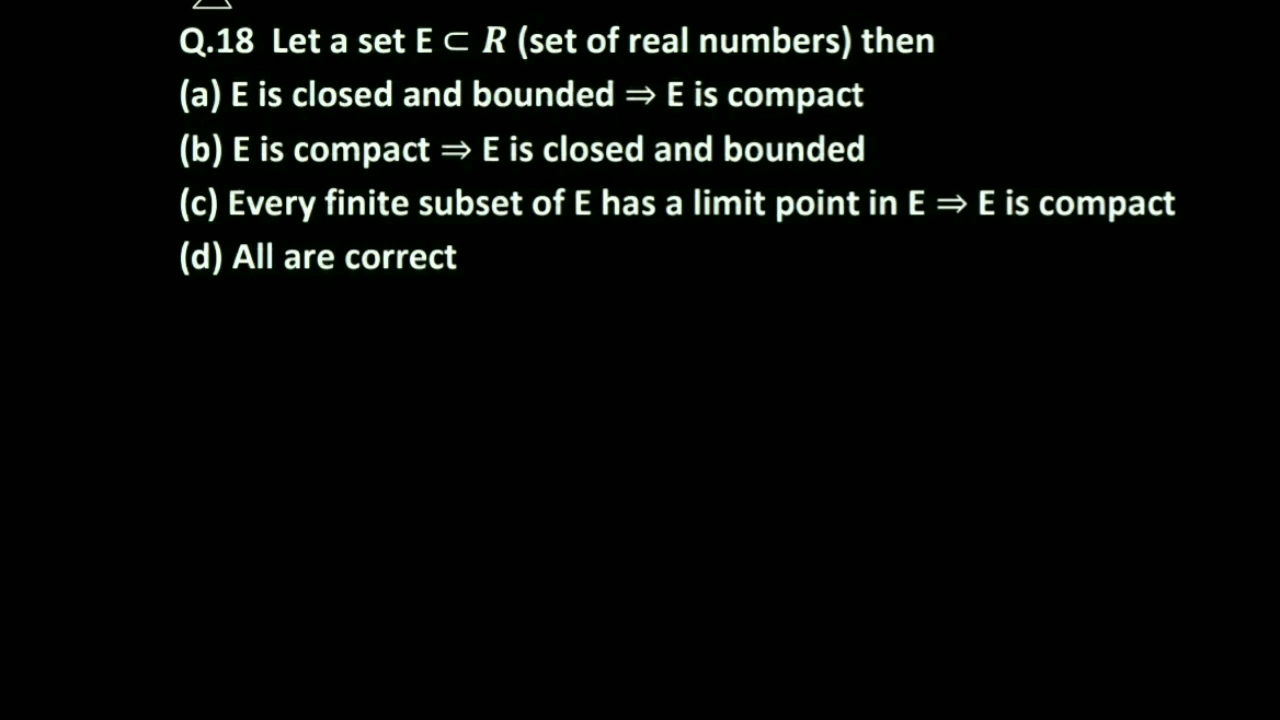 Q.18 Let a set E ⊂ R (set of real numbers) then
(a) E is closed and bounded ⇒ E is compact
(b) E is compact ⇒ E is closed and bounded
(c) Every finite subset of E has a limit point in E ⇒ E is compact
(d) All are correct